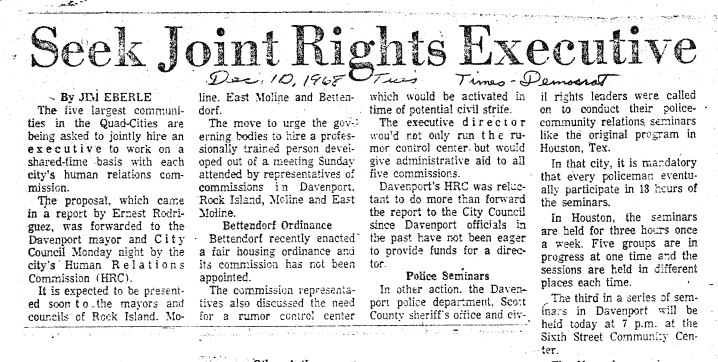 Seek Joint Rights Executive
Dec. 10, 1968 Tues Times-Democrat
By JIM EBERLE
The five largest communi-
ties in the Quad-Cities are
being asked to jointly hire an
executive to work on a
shared-time basis with each
city's human relations com-
mission.
The proposal, which came
in a report by Ernest Rodri-
guez, was forwarded to the
Davenport mayor and City
Council Monday night by the
city's Human Relations
Commission (HRC).
It is expected to be present-
ed soon to the mayors and
councils of Rock Island, Mo-
line, East Moline and Betten-
dorf.
The move to urge the gov-
erning bodies to hire a profes-
sionally trained person devel-
oped out of a meeting Sunday
attended by representatives of
commissions in Davenport,
Rock Island, Moline and East
Moline.
Bettendorf Ordinance
Bettendorf recently enacted
a fair housing ordinance and
its commission has not been
appointed.
The commission representa-
tives also discussed the need
for a rumor control center
which would be activated in
time of potential civil strife.
The executive director
would not only run the ru-
mor control center but would
give administrative aid to all
five commissions.
Davenport's HRC was reluc-
tant to do more than forward
the report to the City Council
since Davenport officials in
the past have not been eager
to provide funds for a direc-
tor.
Police Seminars
In other action, the Daven-
port police department, Scott
County sheriff's office and civ-
il rights leaders were called
on to conduct their police-
community relations seminars
like the original program in
Houston, Tex.
In that city, it is mandatory
that every policeman eventu-
ally participate in 18 hours of
the seminars.
In Houston, the seminars
are held for three hours once
a week. Five groups are in
progress at one time and the
sessions are held in different
places each time.
The third in a series of sem-
inars in Davenport will be
held today at 7 p.m. at the
Sixth Street Community Cen-
ter.